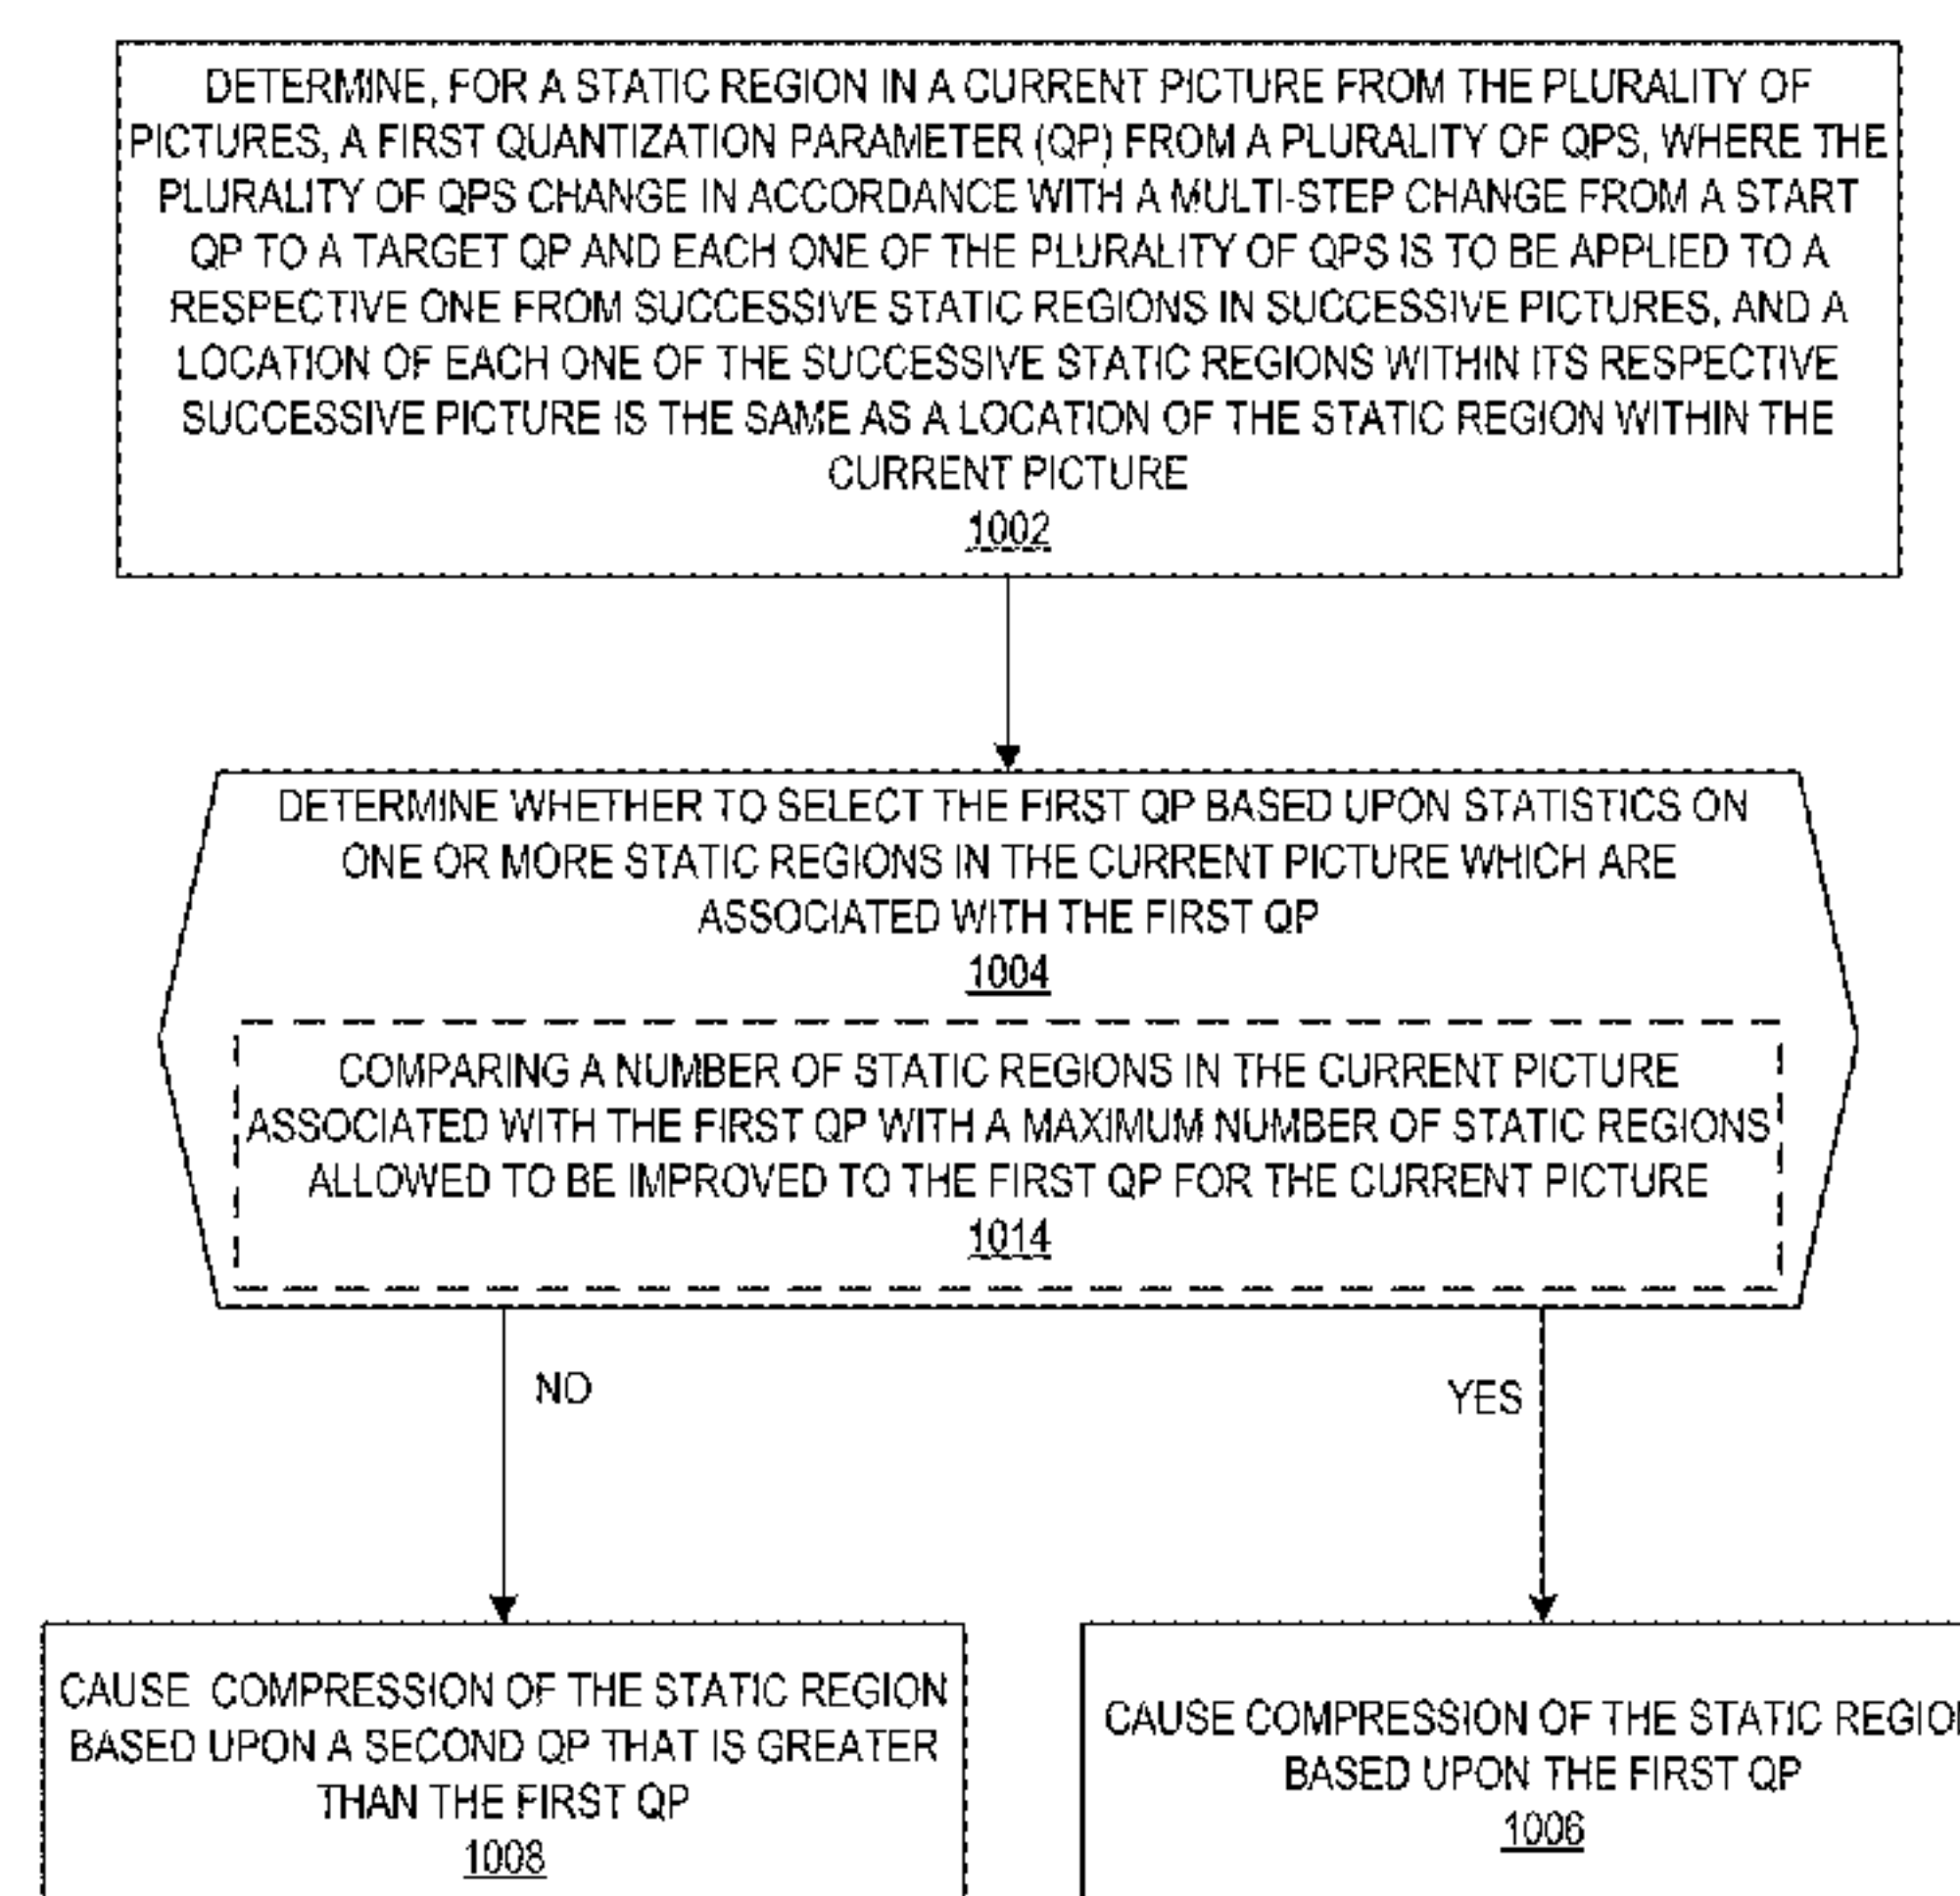 DETERMINE, FOR A STATIC REGION IN A CURRENT PICTURE FROM THE PLURALITY OF
PICTURES, A FIRST QUANTIZATION PARAMETER (QP) FROM A PLURALITY OF QPS, WHERE THE
PLURALITY OF QPS CHANGE IN ACCORDANCE WITH A MULTI-STEP CHANGE FROM A START
QP TO A TARGET QP AND EACH ONE OF THE PLURALITY OF QPS IS TO BE APPLIED TO A
RESPECTIVE ONE FROM SUCCESSIVE STATIC REGIONS IN SUCCESSIVE PICTURES, AND A
LOCATION OF EACH ONE OF THE SUCCESSIVE STATIC REGIONS WITHIN ITS RESPECTIVE
SUCCESSIVE PICTURE IS THE SAME AS A LOCATION OF THE STATIC REGION WITHIN THE
CURRENT PICTURE
1002
DETERMINE WHETHER TO SELECT THE FIRST QP BASED UPON STATISTICS ON
ONE OR MORE STATIC REGIONS IN THE CURRENT PICTURE WHICH ARE
ASSOCIATED WITH THE FIRST QP
1004
COMPARING A NUMBER OF STATIC REGIONS IN THE CURRENT PICTURE
ASSOCIATED WITH THE FIRST QP WITH A MAXIMUM NUMBER OF STATIC REGIONS
ALLOWED TO BE IMPROVED TO THE FIRST QP FOR THE CURRENT PICTURE
1014
NO
YES
CAUSE COMPRESSION OF THE STATIC REGION
BASED UPON A SECOND QP THAT IS GREATER
THAN THE FIRST QP
1008
CAUSE COMPRESSION OF THE STATIC REGIO
BASED UPON THE FIRST QP
1006